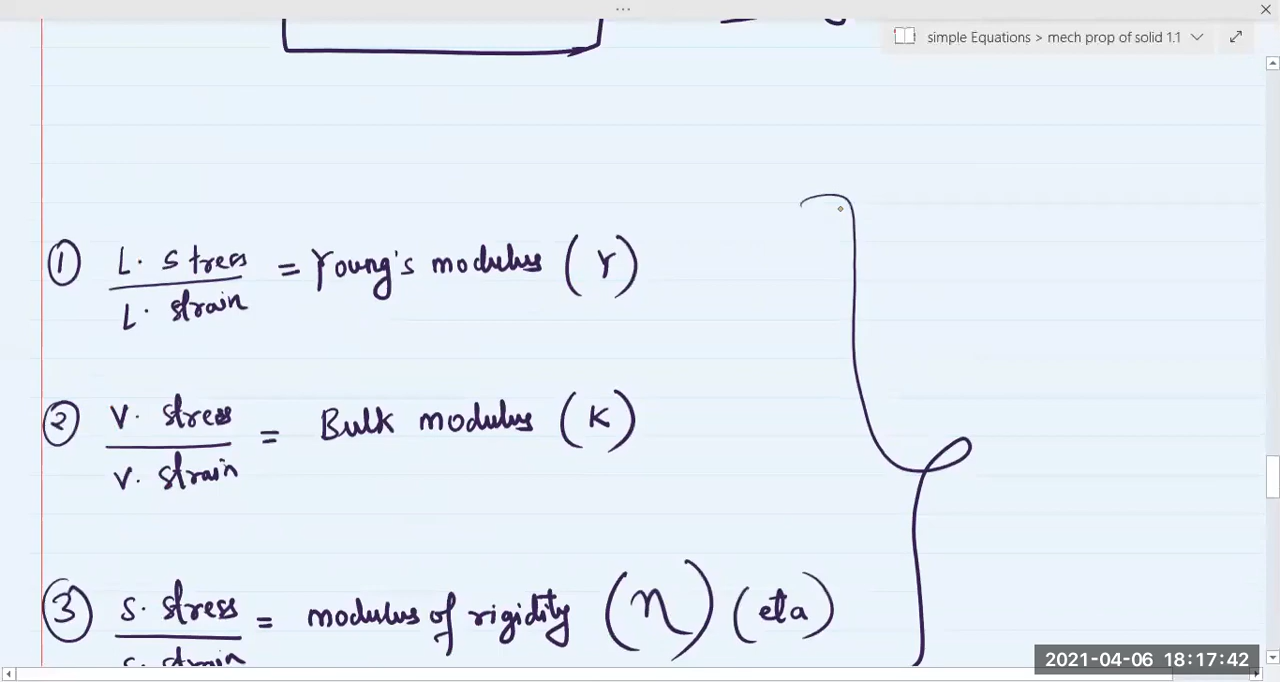 simple Equations > mech prop of solid 1.1
① L. stress / L. strain = Young's modulus (Y)
② V. stress / V. strain = Bulk modulus (K)
③ S. stress / S. strain = modulus of rigidity (η) (eta)
2021-04-06 18:17:42